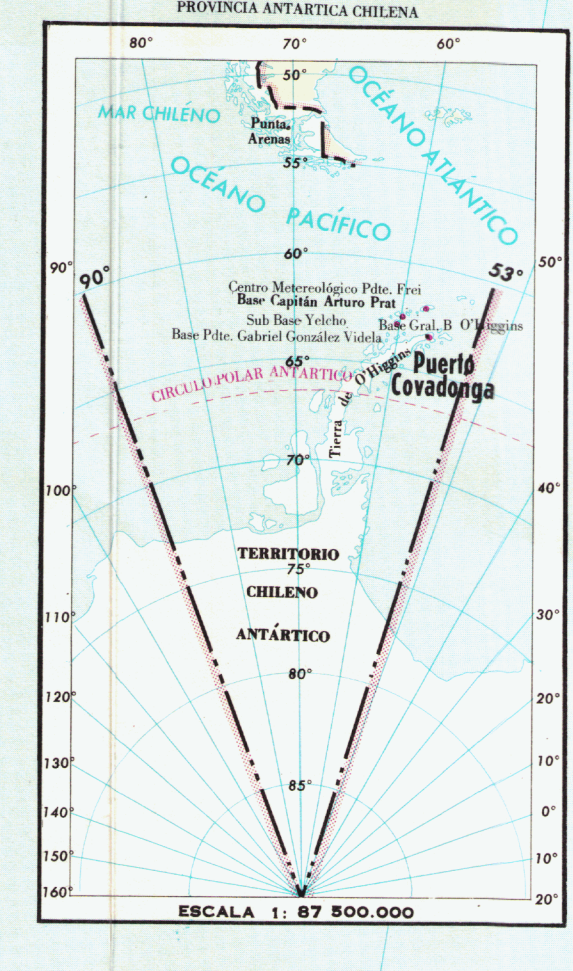 PROVINCIA ANTARTICA CHILENA
80° 70° 60°
50°
OCÉANO ATLÁNTICO
MAR CHILÉNO
Punta
Arenas
55°
OCÉANO PACÍFICO
60°
90° 90° 53° 50°
Centro Metereológico Pdte. Frei
Base Capitán Arturo Prat
Sub Base Yelcho
Base Gral. B O'Higgins
Base Pdte. Gabriel González Videla
65°
Puerto
Covadonga
CIRCULO POLAR ANTARTICO
Tierra de O'Higgins
70°
100° 40°
TERRITORIO
75°
CHILENO
110° 30°
ANTÁRTICO
80°
120° 20°
130° 10°
85°
140° 0°
150° 10°
160° 20°
ESCALA 1: 87 500.000